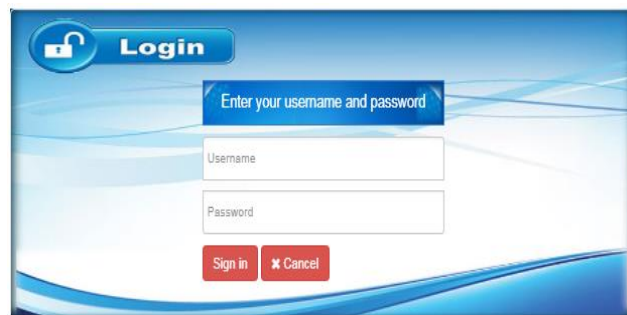 Login
Enter your username and password
Username
Password
Sign in ✖ Cancel